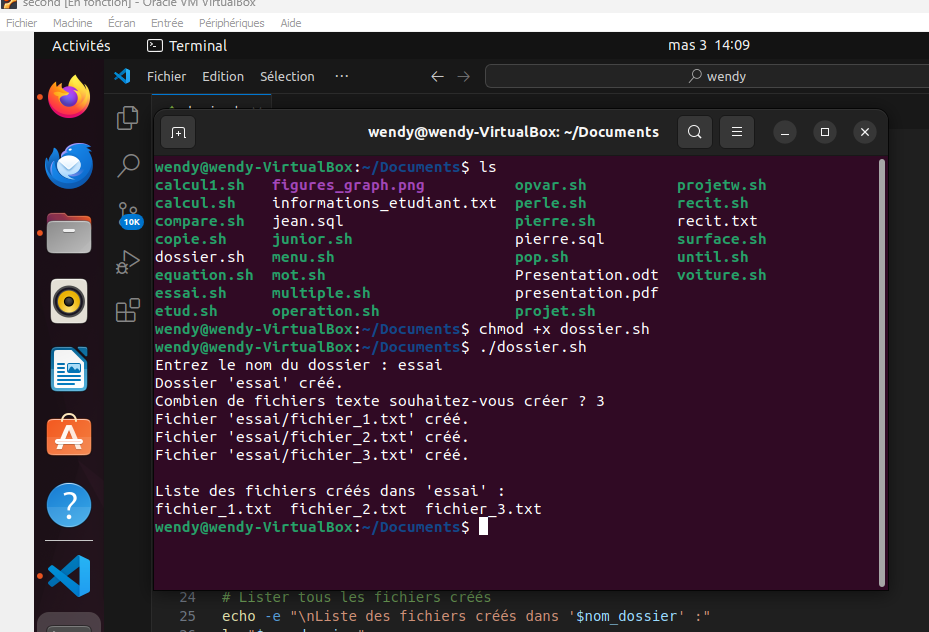 second [En fonction] - Oracle VM VirtualBox
Fichier Machine Écran Entrée Périphériques Aide
Activités Terminal mas 3 14:09
Fichier Edition Sélection ··· wendy
10K
wendy@wendy-VirtualBox: ~/Documents
wendy@wendy-VirtualBox:~/Documents$ ls
calcul1.sh figures_graph.png opvar.sh projetw.sh
calcul.sh informations_etudiant.txt perle.sh recit.sh
compare.sh jean.sql pierre.sh recit.txt
copie.sh junior.sh pierre.sql surface.sh
dossier.sh menu.sh pop.sh until.sh
equation.sh mot.sh Presentation.odt voiture.sh
essai.sh multiple.sh presentation.pdf
etud.sh operation.sh projet.sh
wendy@wendy-VirtualBox:~/Documents$ chmod +x dossier.sh
wendy@wendy-VirtualBox:~/Documents$ ./dossier.sh
Entrez le nom du dossier : essai
Dossier 'essai' créé.
Combien de fichiers texte souhaitez-vous créer ? 3
Fichier 'essai/fichier_1.txt' créé.
Fichier 'essai/fichier_2.txt' créé.
Fichier 'essai/fichier_3.txt' créé.
Liste des fichiers créés dans 'essai' :
fichier_1.txt fichier_2.txt fichier_3.txt
wendy@wendy-VirtualBox:~/Documents$
24 # Lister tous les fichiers créés
25 echo -e "\nListe des fichiers créés dans '$nom_dossier' :"